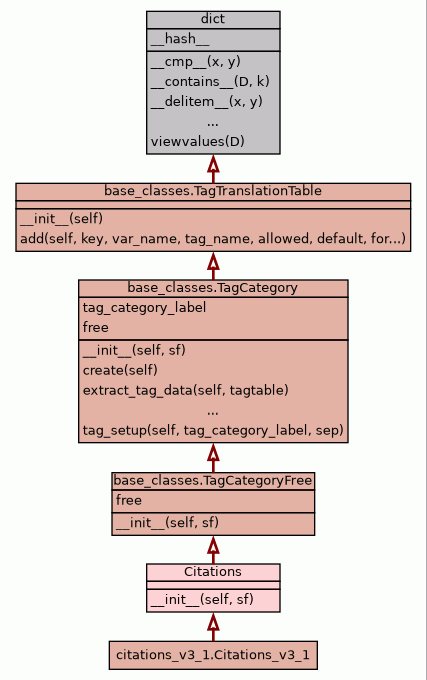 dict
__hash__
__cmp__(x, y)
__contains__(D, k)
__delitem__(x, y)
...
viewvalues(D)
base_classes.TagTranslationTable
__init__(self)
add(self, key, var_name, tag_name, allowed, default, for...)
base_classes.TagCategory
tag_category_label
free
__init__(self, sf)
create(self)
extract_tag_data(self, tagtable)
...
tag_setup(self, tag_category_label, sep)
base_classes.TagCategoryFree
free
__init__(self, sf)
Citations
__init__(self, sf)
citations_v3_1.Citations_v3_1